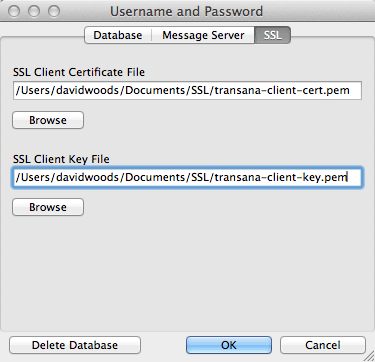 Username and Password
Database Message Server SSL
SSL Client Certificate File
/Users/davidwoods/Documents/SSL/transana-client-cert.pem
Browse
SSL Client Key File
/Users/davidwoods/Documents/SSL/transana-client-key.pem
Browse
Delete Database OK Cancel